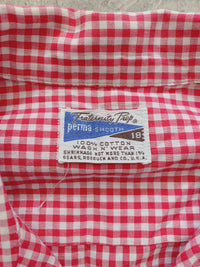 Fraternity Prep
perma-smooth 18
100% COTTON
WASH N' WEAR
SHRINKAGE NOT MORE THAN 1%
SEARS, ROEBUCK AND CO., U.S.A.